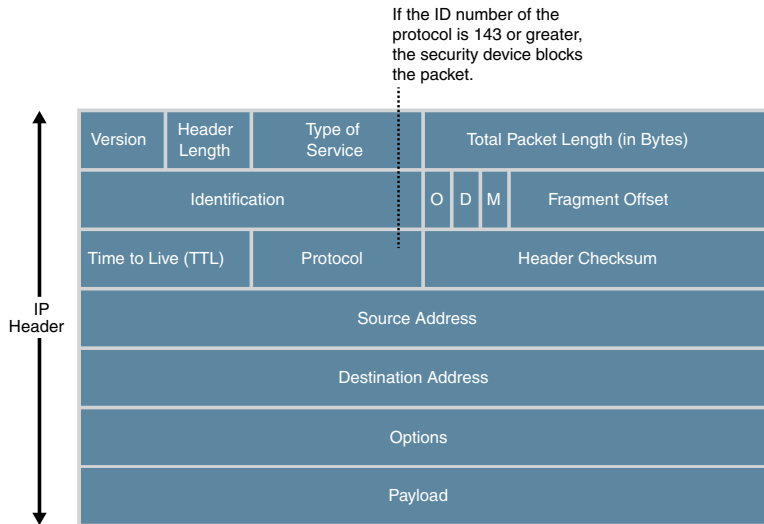 If the ID number of the
protocol is 143 or greater,
the security device blocks
the packet.
Version
Header
Length
Type of
Service
Total Packet Length (in Bytes)
Identification
O
D
M
Fragment Offset
Time to Live (TTL)
Protocol
Header Checksum
IP
Header
Source Address
Destination Address
Options
Payload